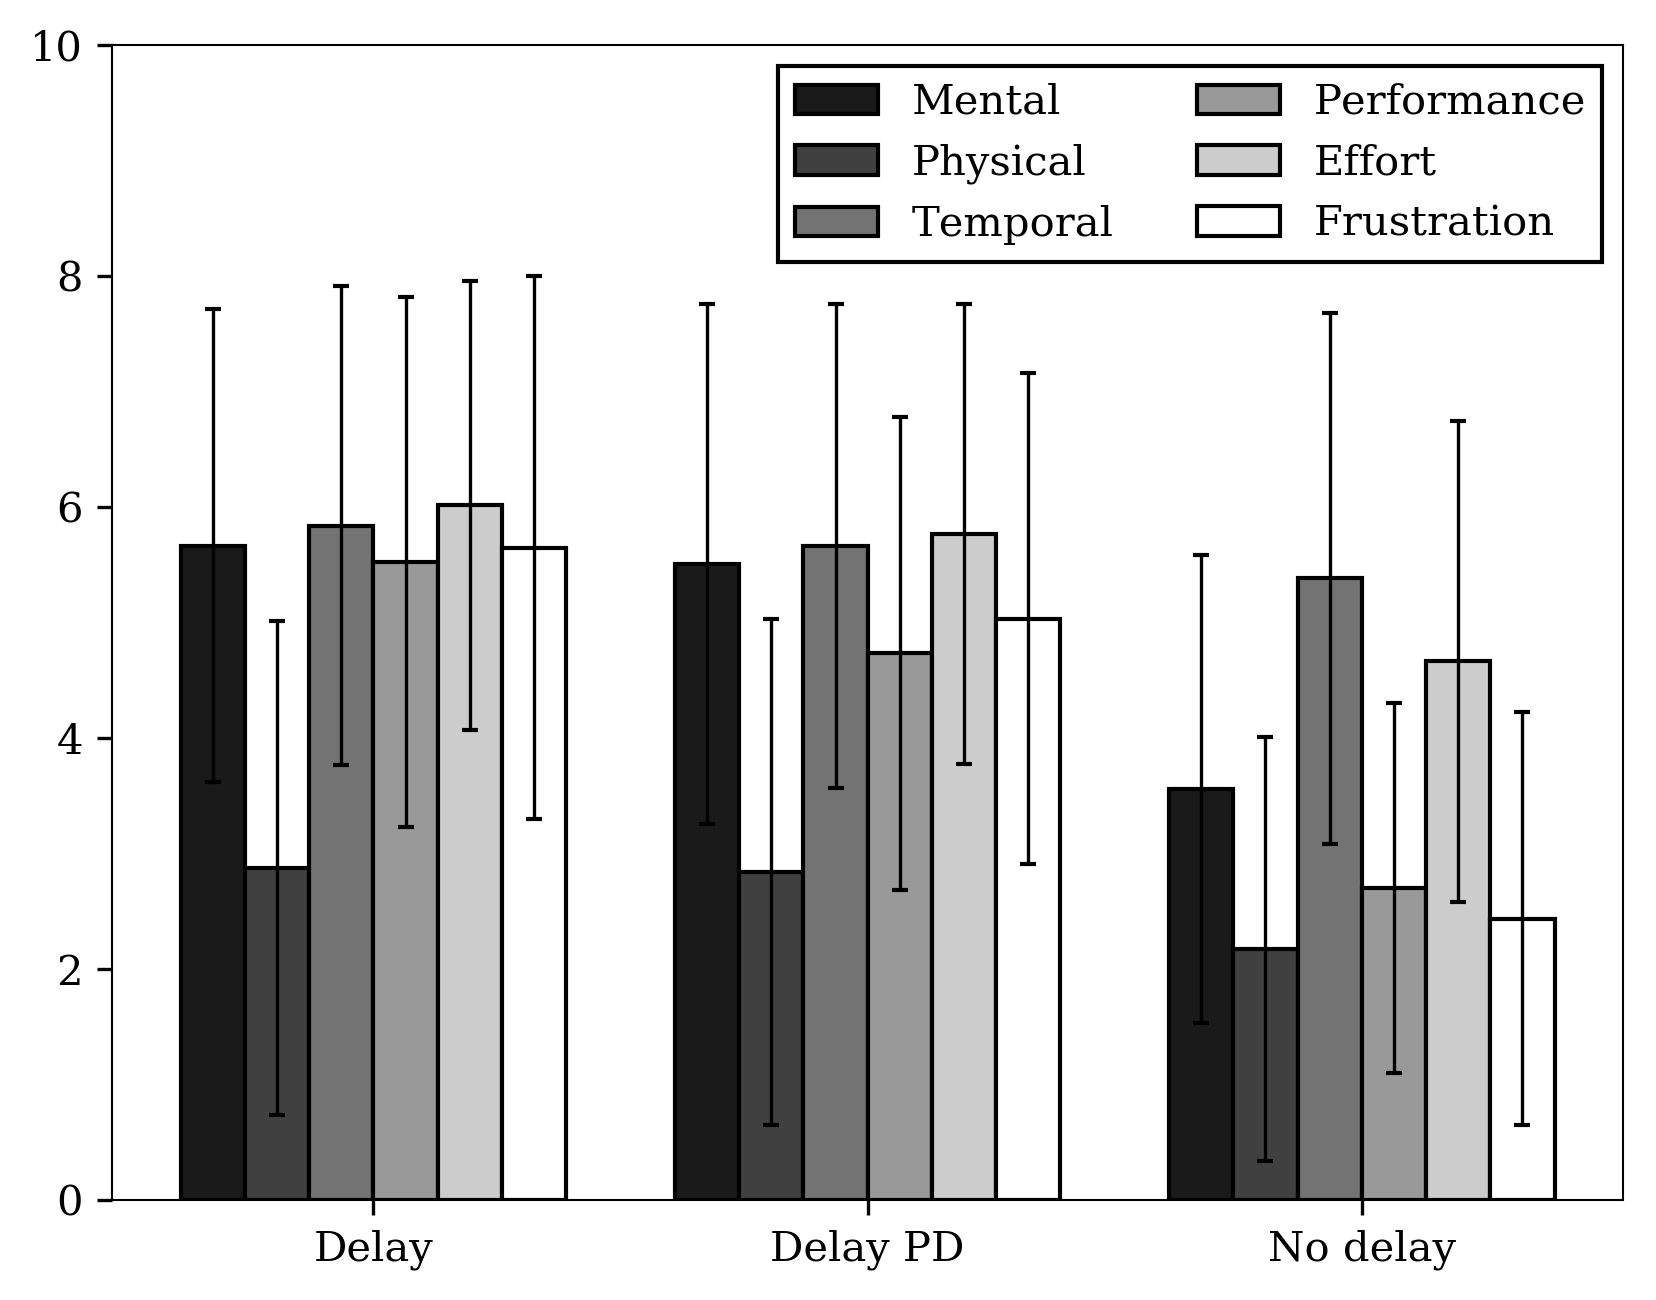 10
8
6
4
2
0
Mental
Physical
Temporal
Performance
Effort
Frustration
Delay
Delay PD
No delay